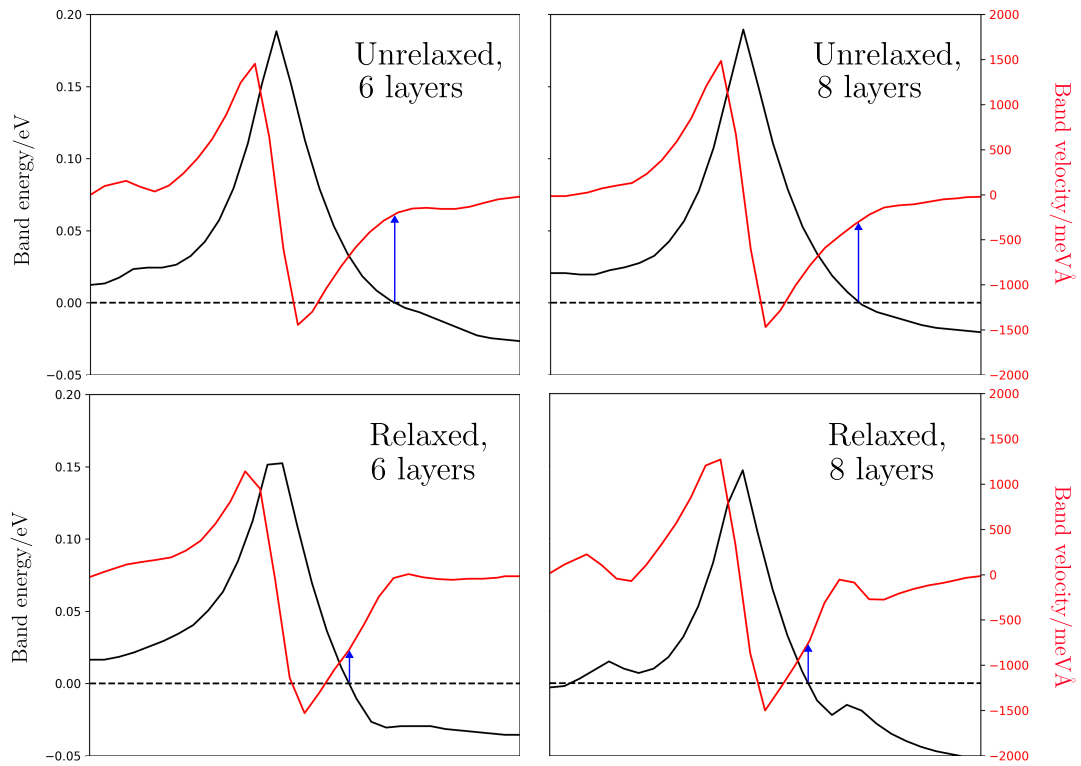 0.20
0.15
0.10
0.05
0.00
−0.05
Band energy/eV
Unrelaxed,
6 layers
Unrelaxed,
8 layers
2000
1500
1000
500
0
−500
−1000
−1500
−2000
Band velocity/meVÅ
0.20
0.15
0.10
0.05
0.00
−0.05
Band energy/eV
Relaxed,
6 layers
Relaxed,
8 layers
2000
1500
1000
500
0
−500
−1000
−1500
−2000
Band velocity/meVÅ